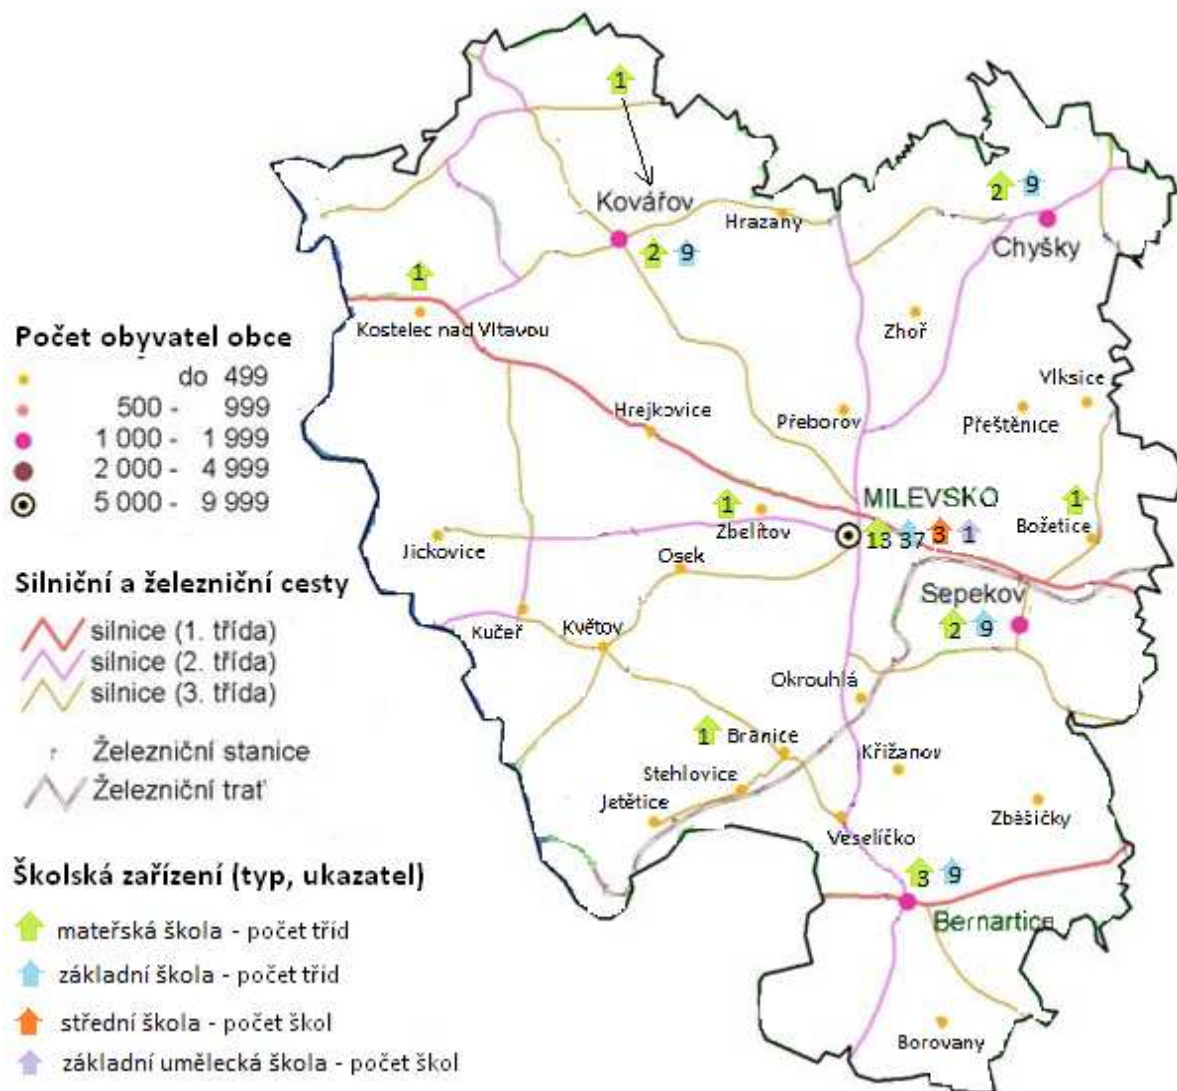 1
Kovářov
2 9
Hrazany
2 9
Chyšky
1
Kostelec nad Vltavou
Zhoř
Vlksice
Hrejkovice
Přeborov
Přeštěnice
MILEVSKO
13 37 3 1
1
Zbelítov
1
Božetice
Jickovice
Osek
Sepekov
2 9
Kučeř
Květov
Okrouhlá
1
Branice
Křižanov
Stehlovice
Jetětice
Zběšičky
Veselíčko
3 9
Bernartice
Borovany
Počet obyvatel obce
do 499
500 - 999
1 000 - 1 999
2 000 - 4 999
5 000 - 9 999
Silniční a železniční cesty
silnice (1. třída)
silnice (2. třída)
silnice (3. třída)
Železniční stanice
Železniční trať
Školská zařízení (typ, ukazatel)
mateřská škola - počet tříd
základní škola - počet tříd
střední škola - počet škol
základní umělecká škola - počet škol